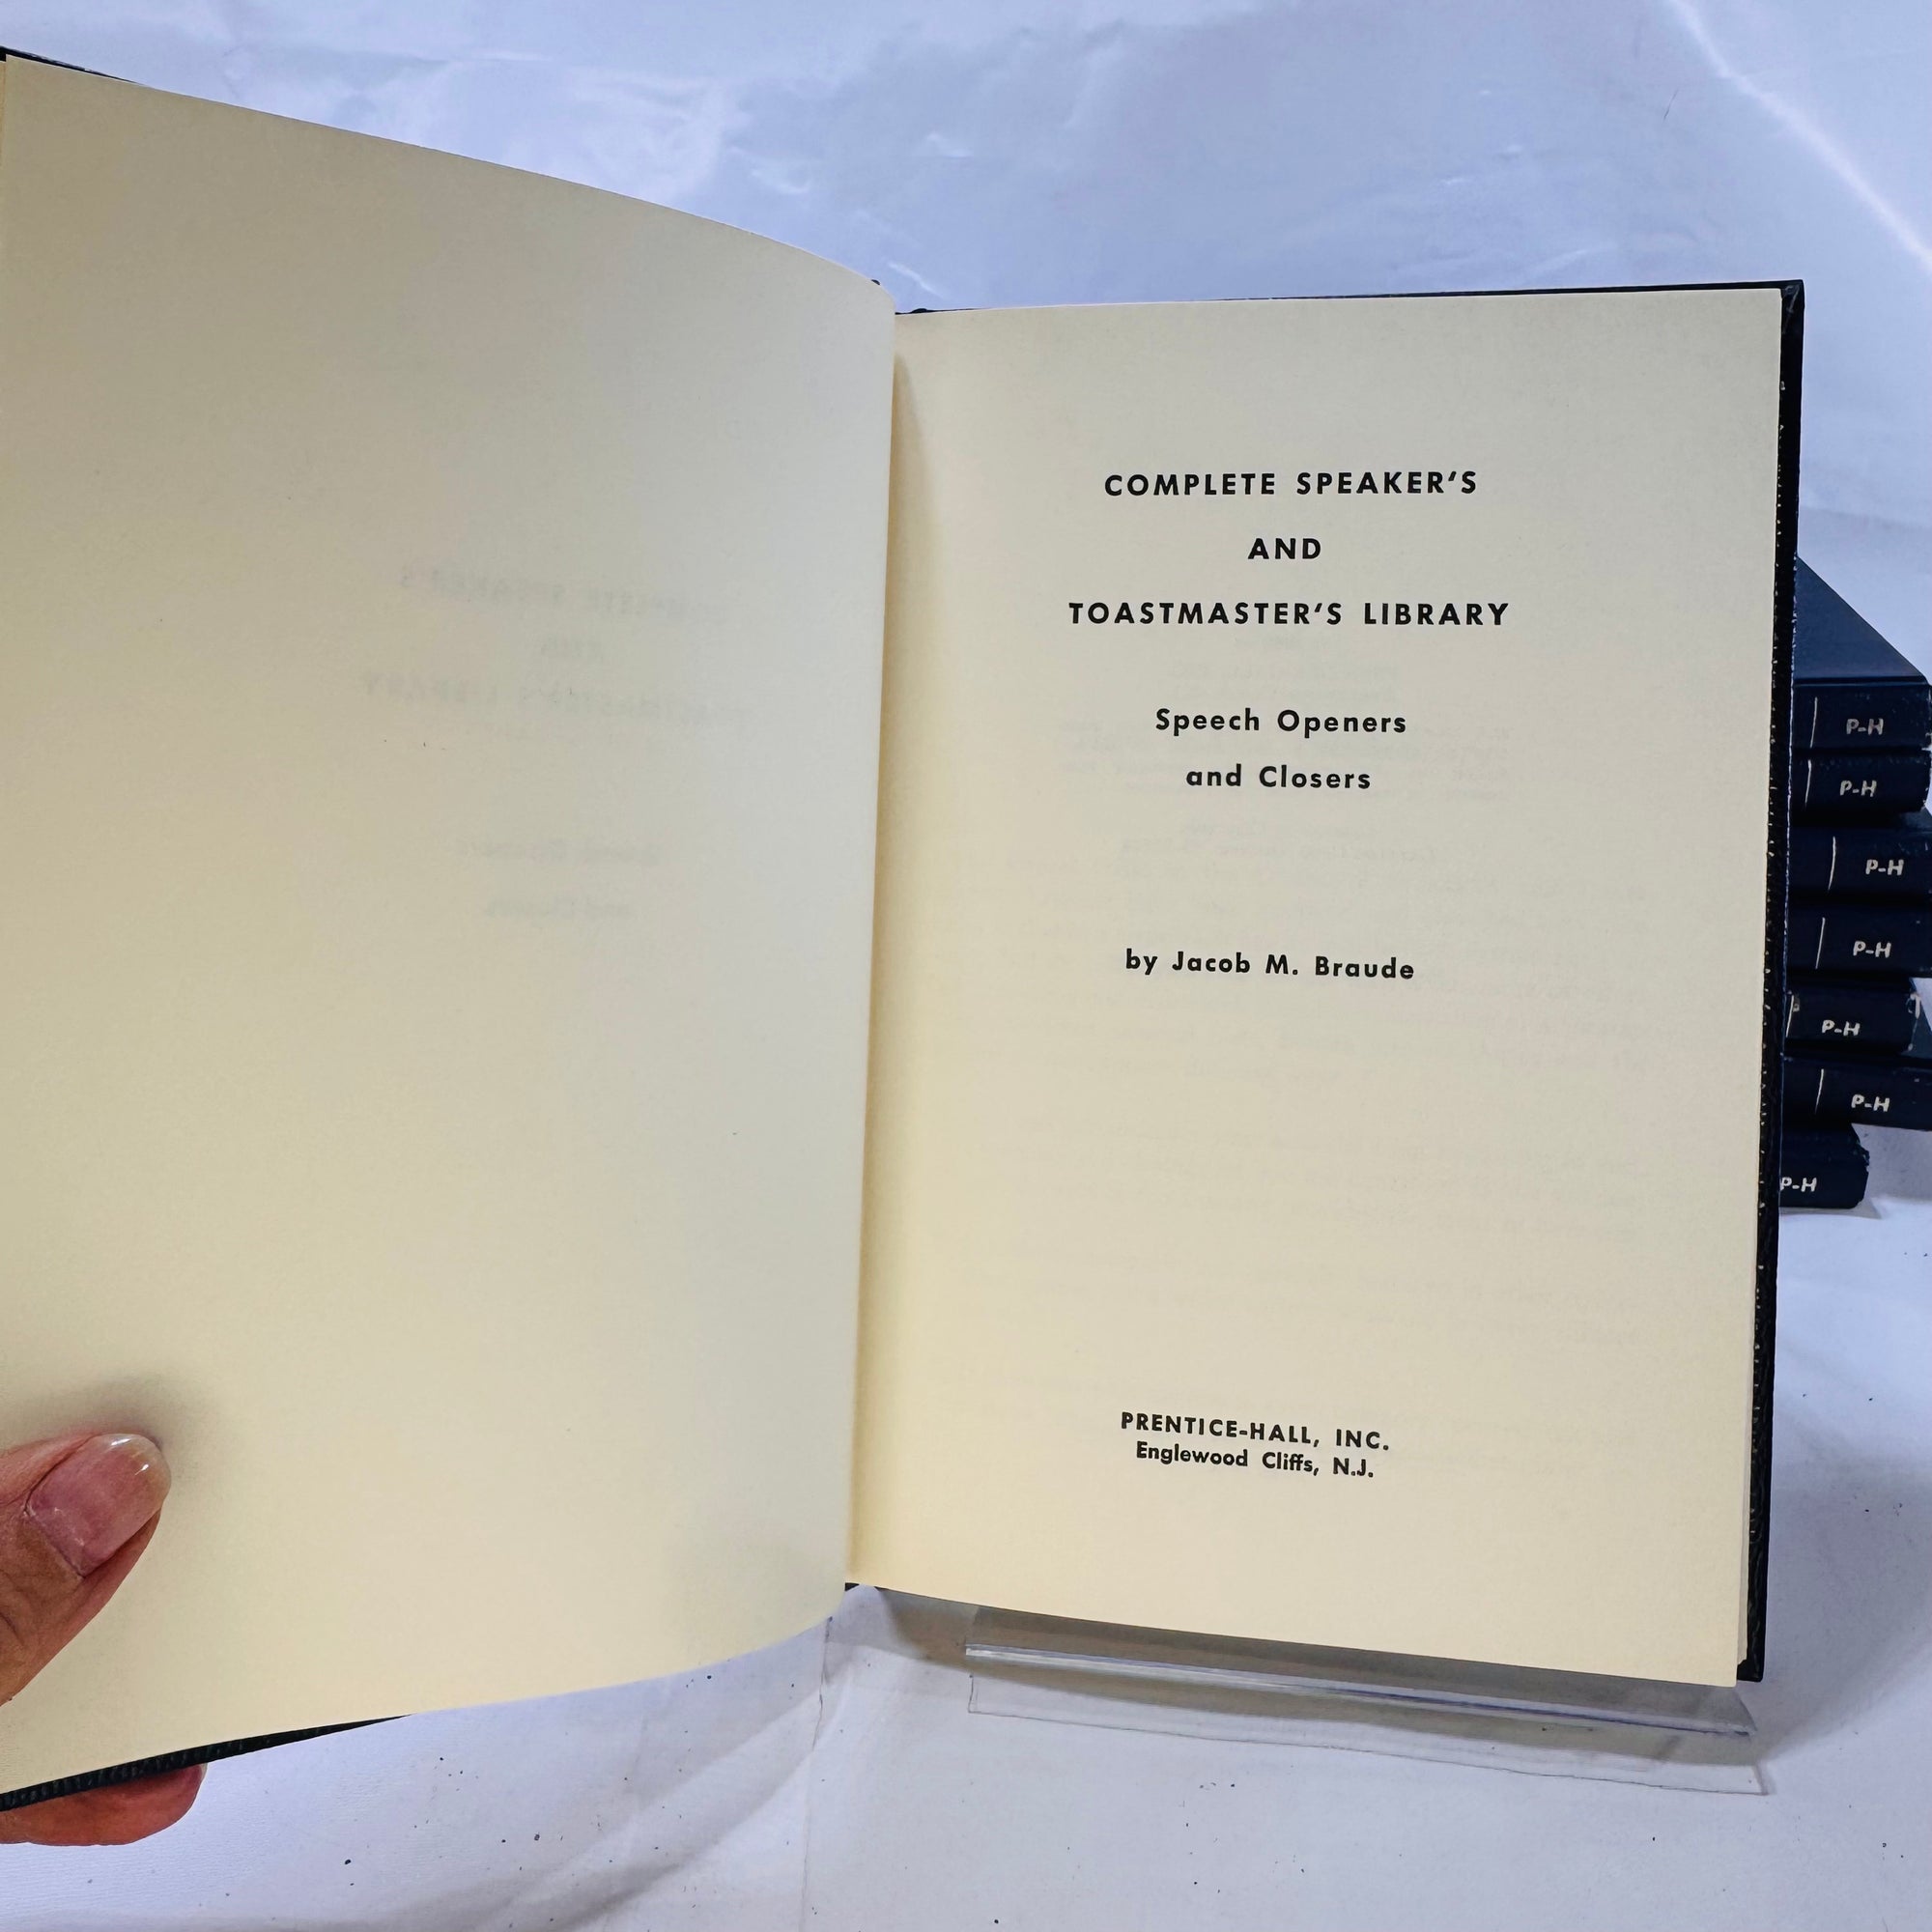 COMPLETE SPEAKER'S
AND
TOASTMASTER'S LIBRARY
Speech Openers
and Closers
by Jacob M. Braude
PRENTICE-HALL, INC.
Englewood Cliffs, N.J.
P-H
P-H
P-H
P-H
P-H
P-H
P-H